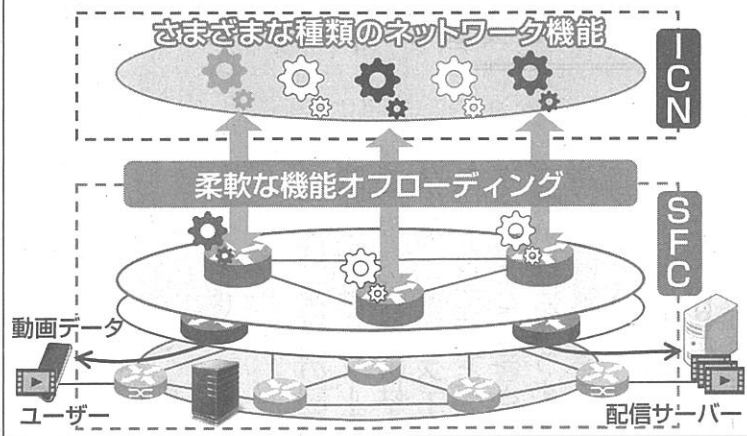 さまざまな種類のネットワーク機能
ICN
柔軟な機能オフローディング
SFC
動画データ
ユーザー
配信サーバー